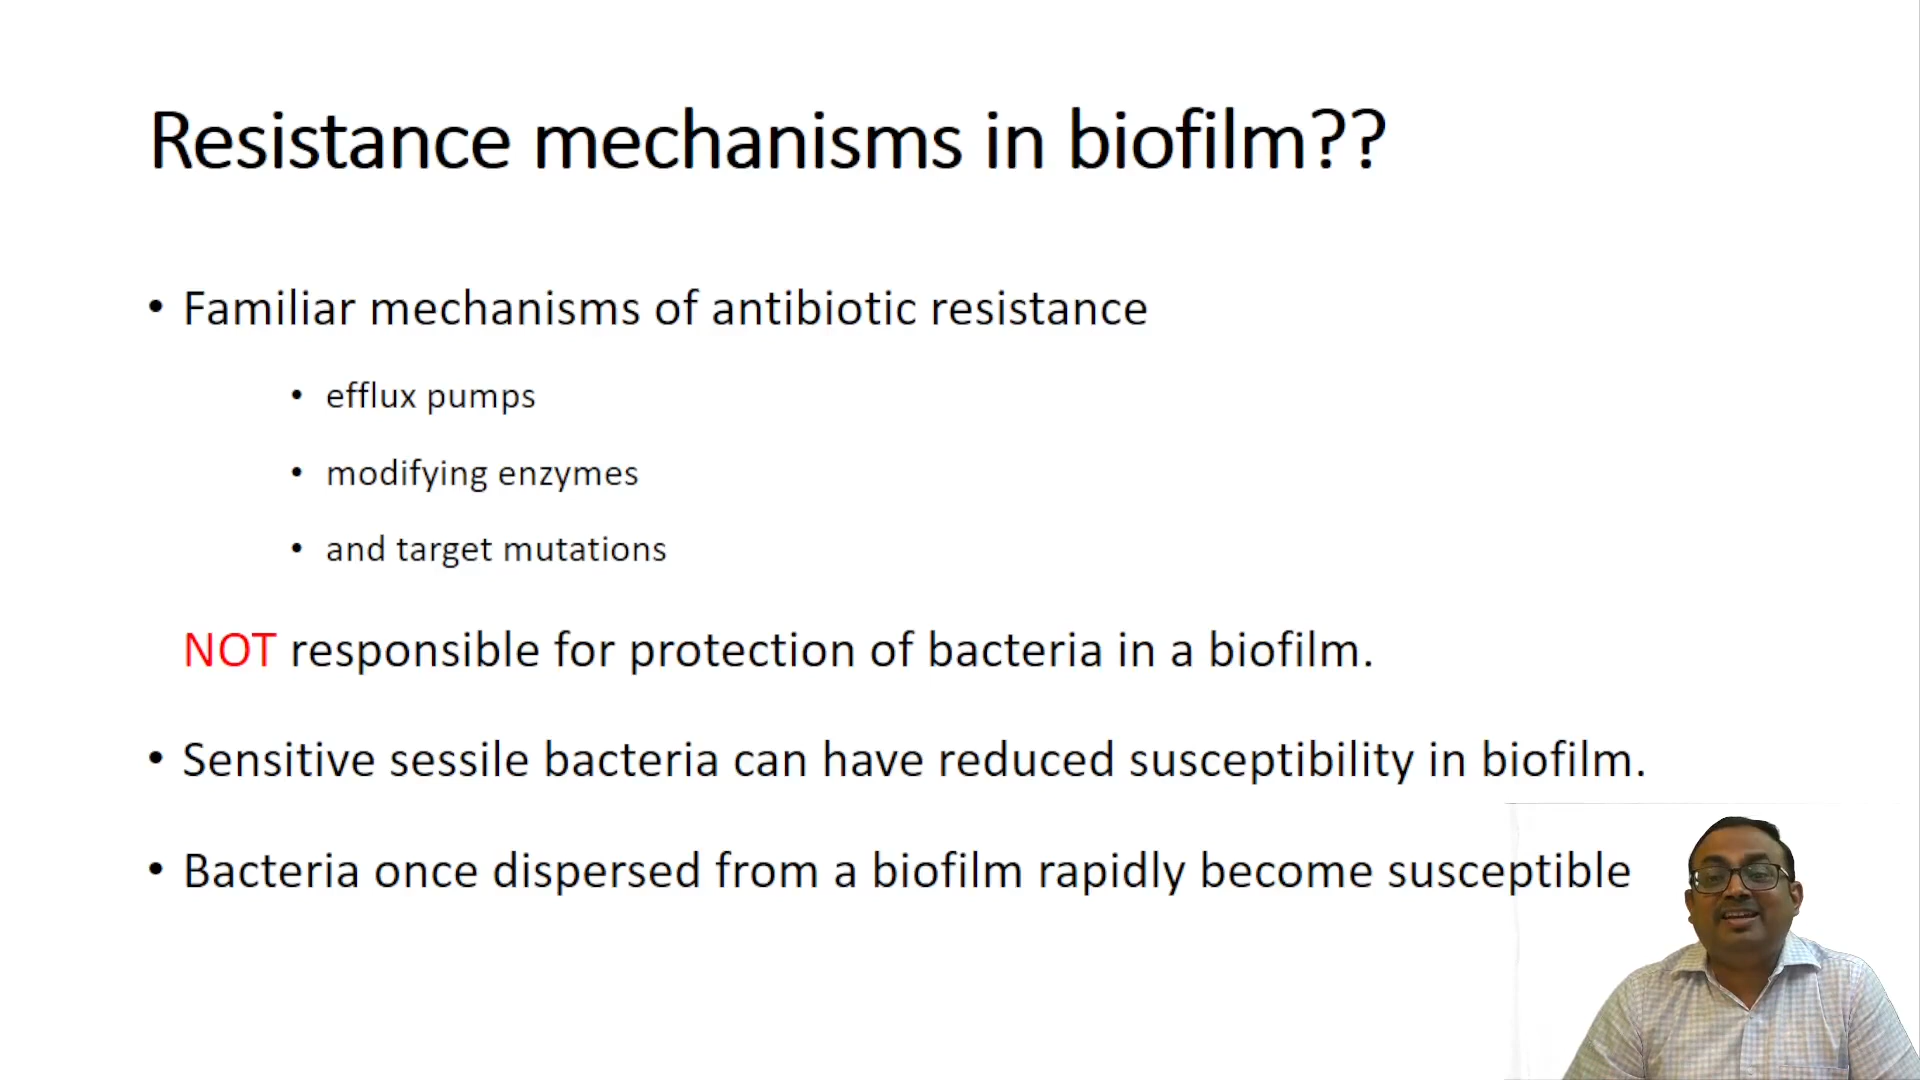 Resistance mechanisms in biofilm??
• Familiar mechanisms of antibiotic resistance
• efflux pumps
• modifying enzymes
• and target mutations
NOT responsible for protection of bacteria in a biofilm.
• Sensitive sessile bacteria can have reduced susceptibility in biofilm.
• Bacteria once dispersed from a biofilm rapidly become susceptible